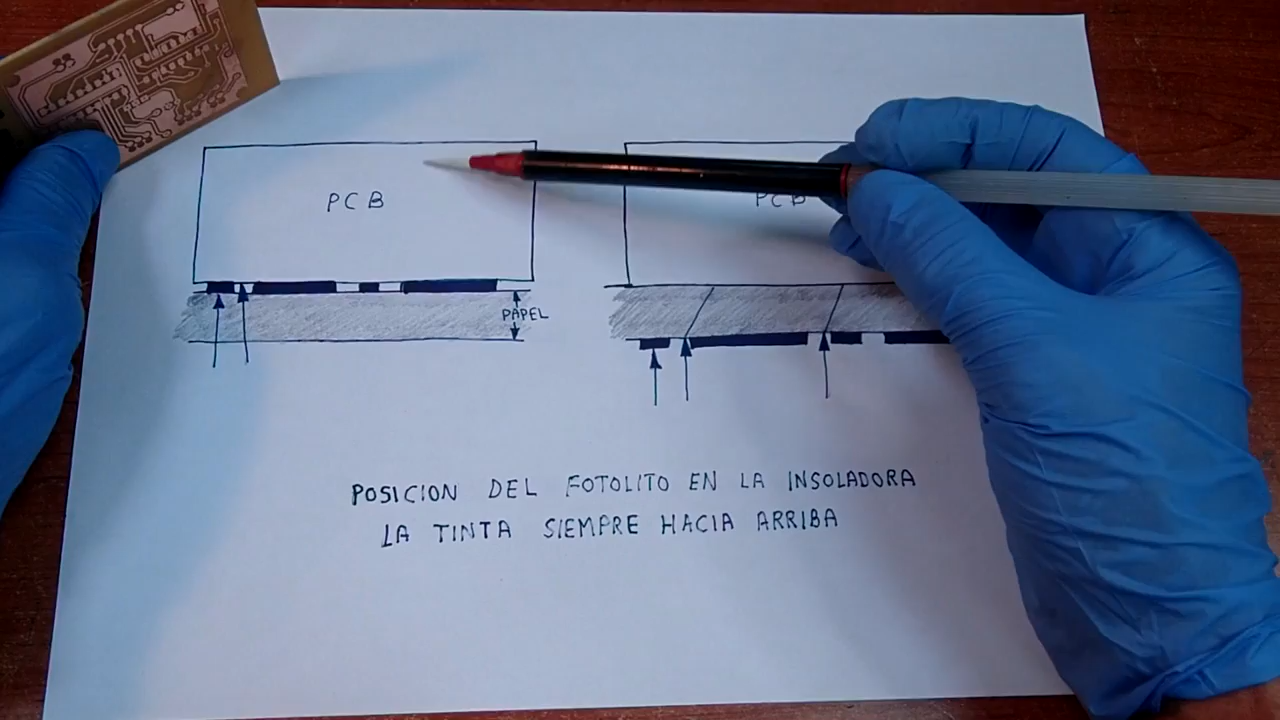 PCB
PCB
PAPEL
POSICION DEL FOTOLITO EN LA INSOLADORA
LA TINTA SIEMPRE HACIA ARRIBA